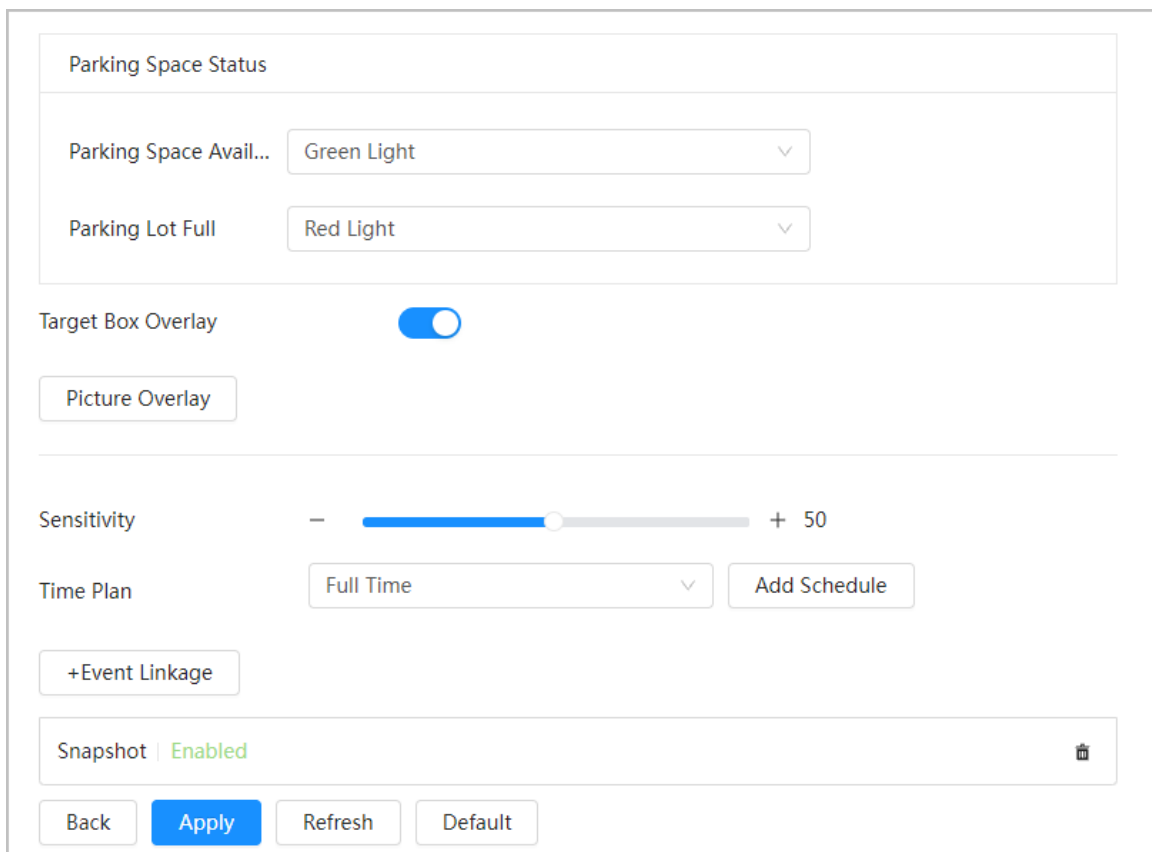 Parking Space Status
Parking Space Avail... Green Light
Parking Lot Full Red Light
Target Box Overlay
Picture Overlay
Sensitivity − + 50
Time Plan Full Time Add Schedule
+Event Linkage
Snapshot Enabled
Back Apply Refresh Default